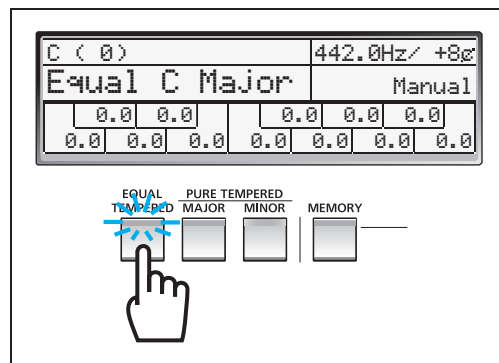 C ( 0) 442.0Hz/ +8¢
Equal C Major Manual
0.0 0.0 0.0 0.0 0.0
0.0 0.0 0.0 0.0 0.0 0.0 0.0
EQUAL TEMPERED
PURE TEMPERED
MAJOR MINOR
MEMORY